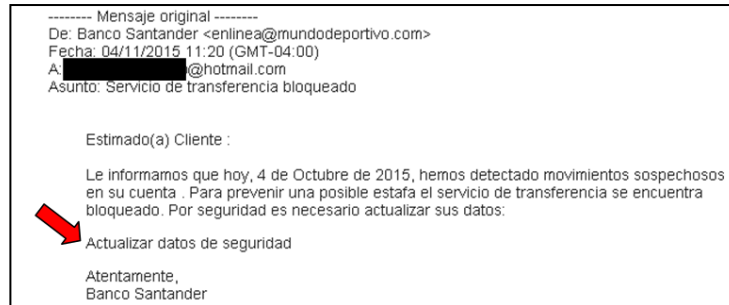 -------- Mensaje original --------
De: Banco Santander <enlinea@mundodeportivo.com>
Fecha: 04/11/2015 11:20 (GMT-04:00)
A: @hotmail.com
Asunto: Servicio de transferencia bloqueado
Estimado(a) Cliente :
Le informamos que hoy, 4 de Octubre de 2015, hemos detectado movimientos sospechosos
en su cuenta . Para prevenir una posible estafa el servicio de transferencia se encuentra
bloqueado. Por seguridad es necesario actualizar sus datos:
Actualizar datos de seguridad
Atentamente,
Banco Santander